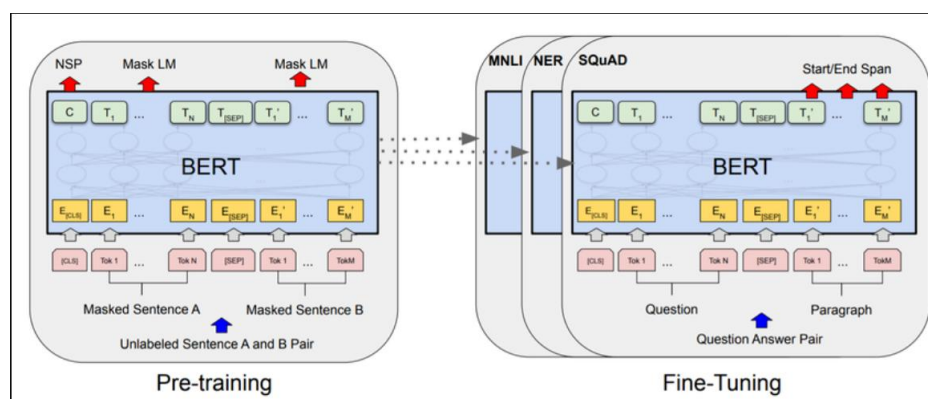 NSP Mask LM Mask LM
C T1 ... TN T[SEP] T1' ... TM'
BERT
E[CLS] E1 ... EN E[SEP] E1' ... EM'
[CLS] Tok 1 ... Tok N [SEP] Tok 1 ... TokM
Masked Sentence A Masked Sentence B
Unlabeled Sentence A and B Pair
Pre-training
MNLI NER SQuAD
Start/End Span
C T1 ... TN T[SEP] T1' ... TM'
BERT
E[CLS] E1 ... EN E[SEP] E1' ... EM'
[CLS] Tok 1 ... Tok N [SEP] Tok 1 ... TokM
Question Paragraph
Question Answer Pair
Fine-Tuning